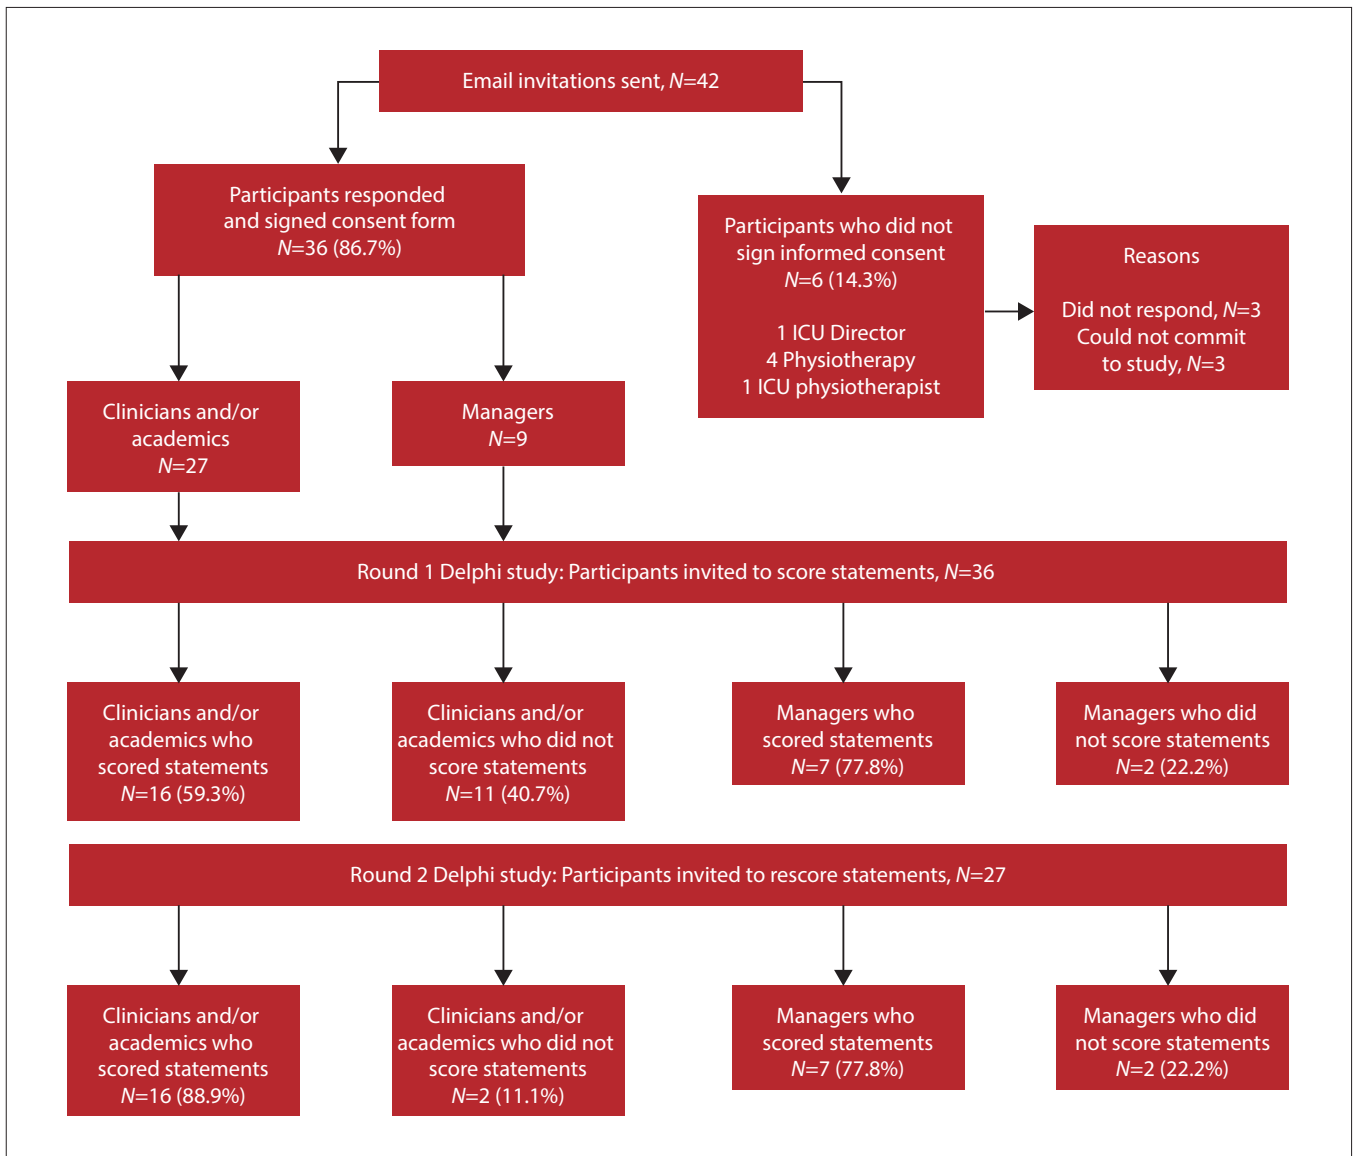 Email invitations sent, N=42
Participants responded
and signed consent form
N=36 (86.7%)
Participants who did not
sign informed consent
N=6 (14.3%)
1 ICU Director
4 Physiotherapy
1 ICU physiotherapist
Reasons
Did not respond, N=3
Could not commit
to study, N=3
Clinicians and/or
academics
N=27
Managers
N=9
Round 1 Delphi study: Participants invited to score statements, N=36
Clinicians and/or
academics who
scored statements
N=16 (59.3%)
Clinicians and/or
academics who did not
score statements
N=11 (40.7%)
Managers who
scored statements
N=7 (77.8%)
Managers who did
not score statements
N=2 (22.2%)
Round 2 Delphi study: Participants invited to rescore statements, N=27
Clinicians and/or
academics who
scored statements
N=16 (88.9%)
Clinicians and/or
academics who did not
score statements
N=2 (11.1%)
Managers who
scored statements
N=7 (77.8%)
Managers who did
not score statements
N=2 (22.2%)